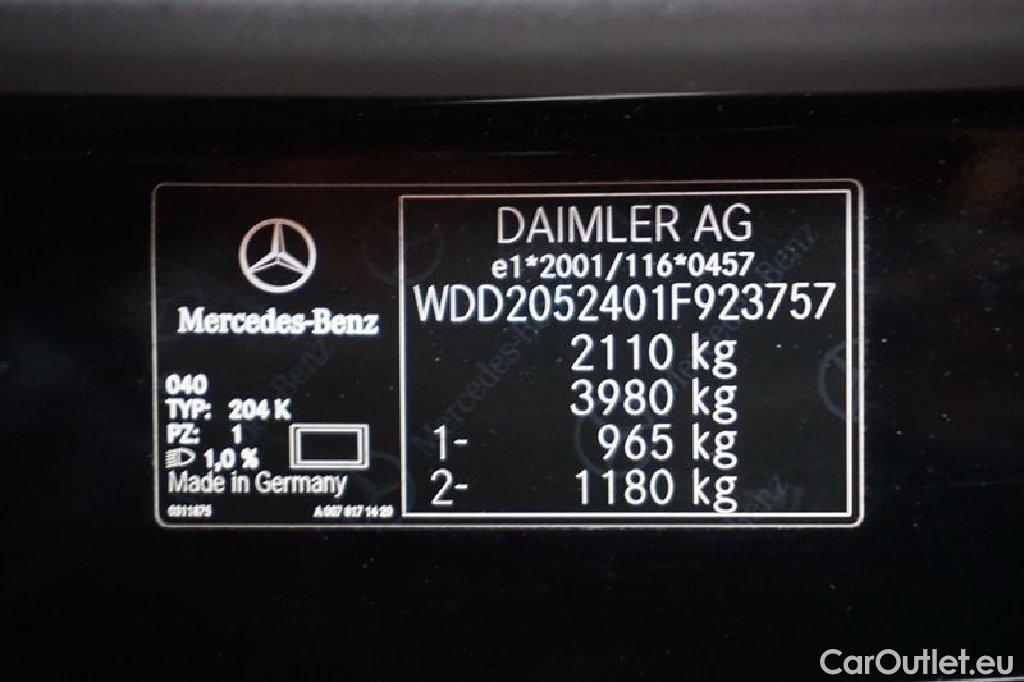 Mercedes-Benz
040
TYP: 204 K
PZ: 1
1,0 %
Made in Germany
DAIMLER AG
e1*2001/116*0457
WDD2052401F923757
2110 kg
3980 kg
1- 965 kg
2- 1180 kg
CarOutlet.eu